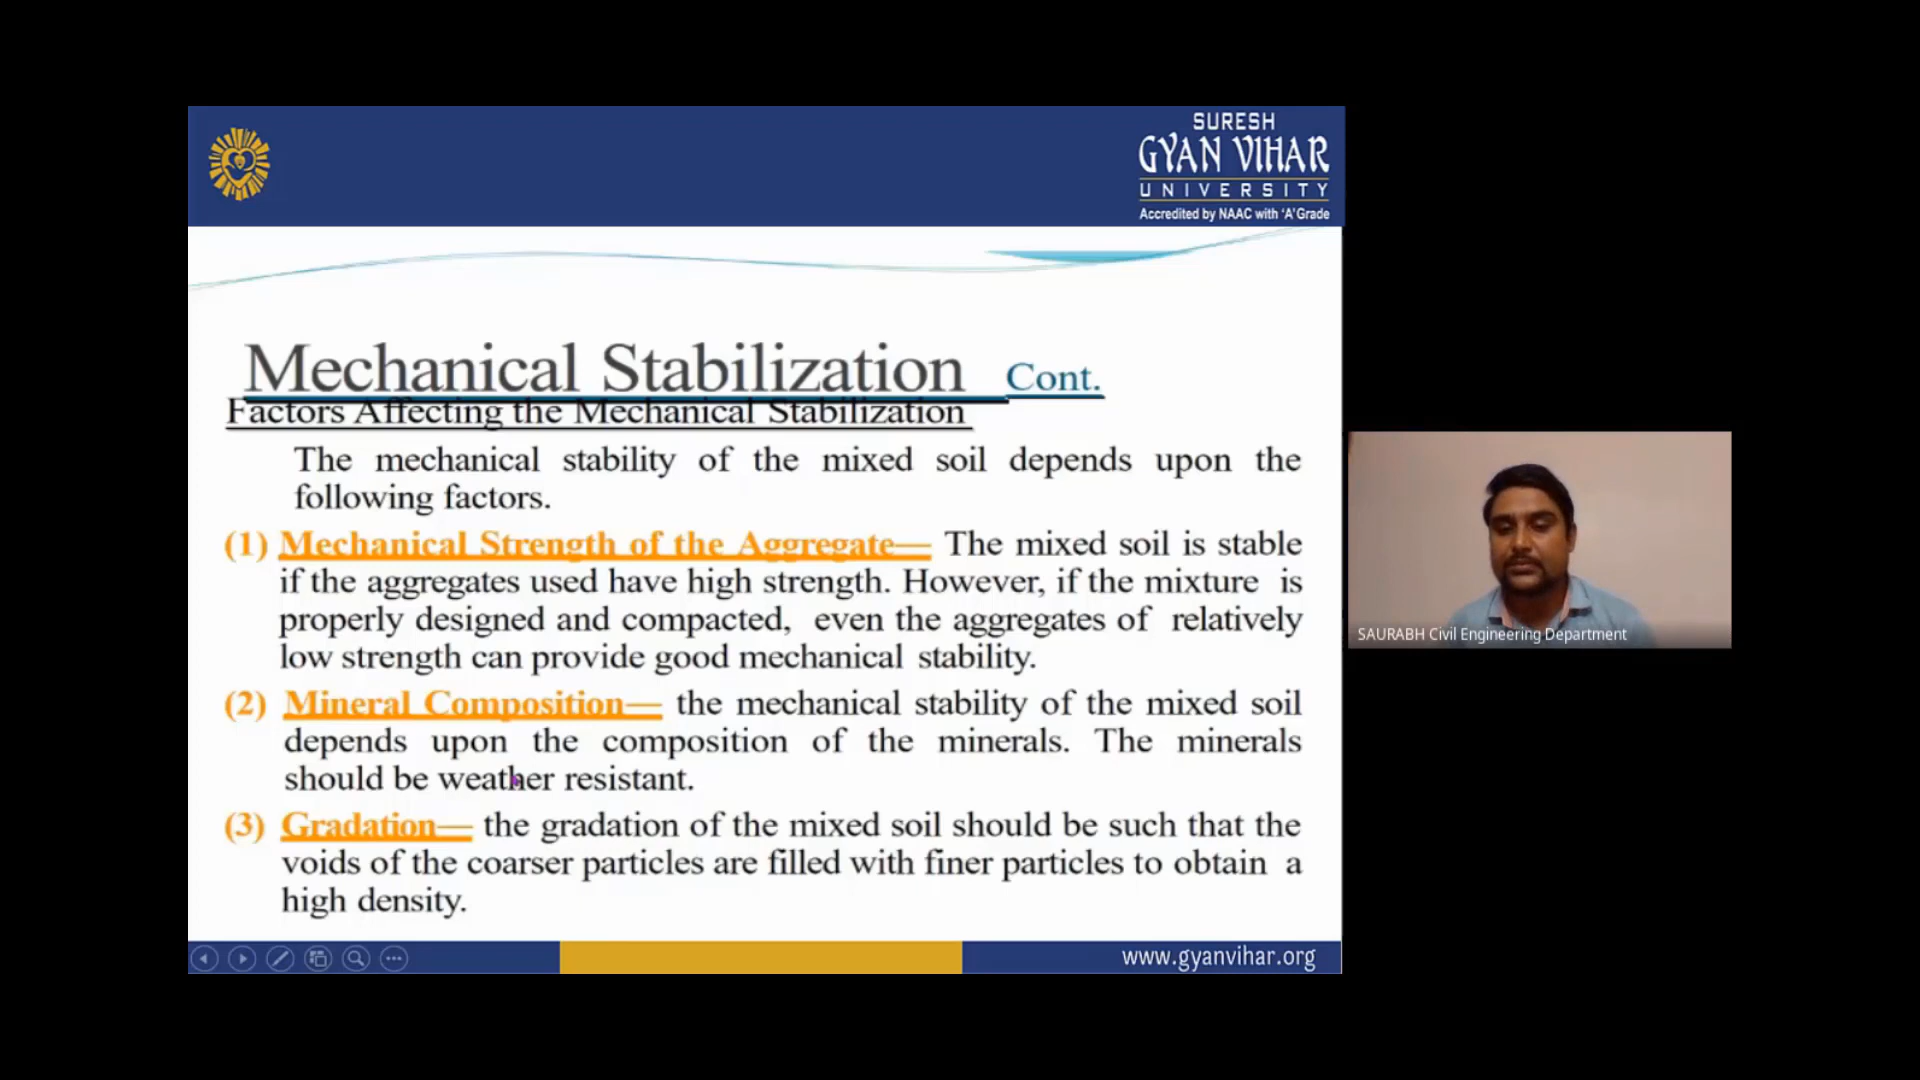 SURESH
GYAN VIHAR
UNIVERSITY
Accredited by NAAC with 'A'Grade
Mechanical Stabilization Cont.
Factors Affecting the Mechanical Stabilization
The mechanical stability of the mixed soil depends upon the
following factors.
(1) Mechanical Strength of the Aggregate— The mixed soil is stable
if the aggregates used have high strength. However, if the mixture is
properly designed and compacted, even the aggregates of relatively
low strength can provide good mechanical stability.
(2) Mineral Composition— the mechanical stability of the mixed soil
depends upon the composition of the minerals. The minerals
should be weather resistant.
(3) Gradation— the gradation of the mixed soil should be such that the
voids of the coarser particles are filled with finer particles to obtain a
high density.
www.gyanvihar.org
SAURABH Civil Engineering Department